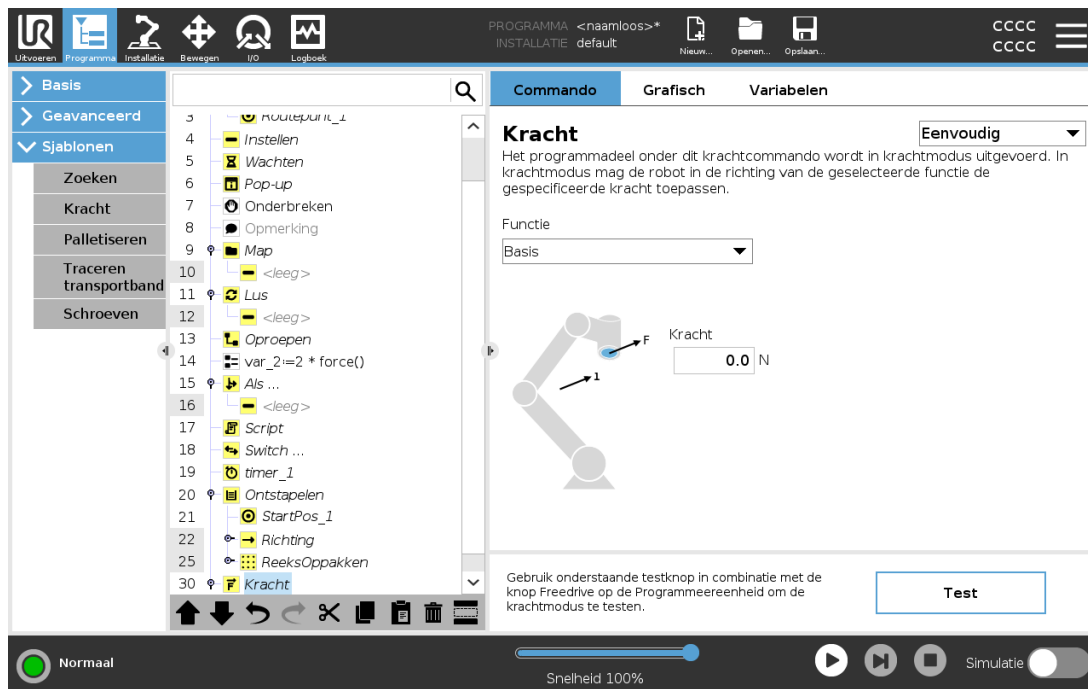 UR
PROGRAMMA <naamloos>*
INSTALLATIE default
CCCC
CCCC
Uitvoeren Programma Installatie Bewegen I/O Logboek
Nieuw... Openen... Opslaan...
Basis
Geavanceerd
Sjablonen
Zoeken
Kracht
Palletiseren
Traceren
transportband
Schroeven
3 Routepunt_1
4 Instellen
5 Wachten
6 Pop-up
7 Onderbreken
8 Opmerking
9 Map
10 <leeg>
11 Lus
12 <leeg>
13 Oproepen
14 var_2:=2 * force()
15 Als ...
16 <leeg>
17 Script
18 Switch ...
19 timer_1
20 Ontstapelen
21 StartPos_1
22 Richting
25 ReeksOppakken
30 Kracht
Commando Grafisch Variabelen
Kracht
Eenvoudig
Het programmadeel onder dit krachtcommando wordt in krachtmodus uitgevoerd. In
krachtmodus mag de robot in de richting van de geselecteerde functie de
gespecificeerde kracht toepassen.
Functie
Basis
F
1
Kracht
0.0 N
Gebruik onderstaande testknop in combinatie met de
knop Freedrive op de Programmeereenheid om de
krachtmodus te testen.
Test
Normaal
Snelheid 100%
Simulatie